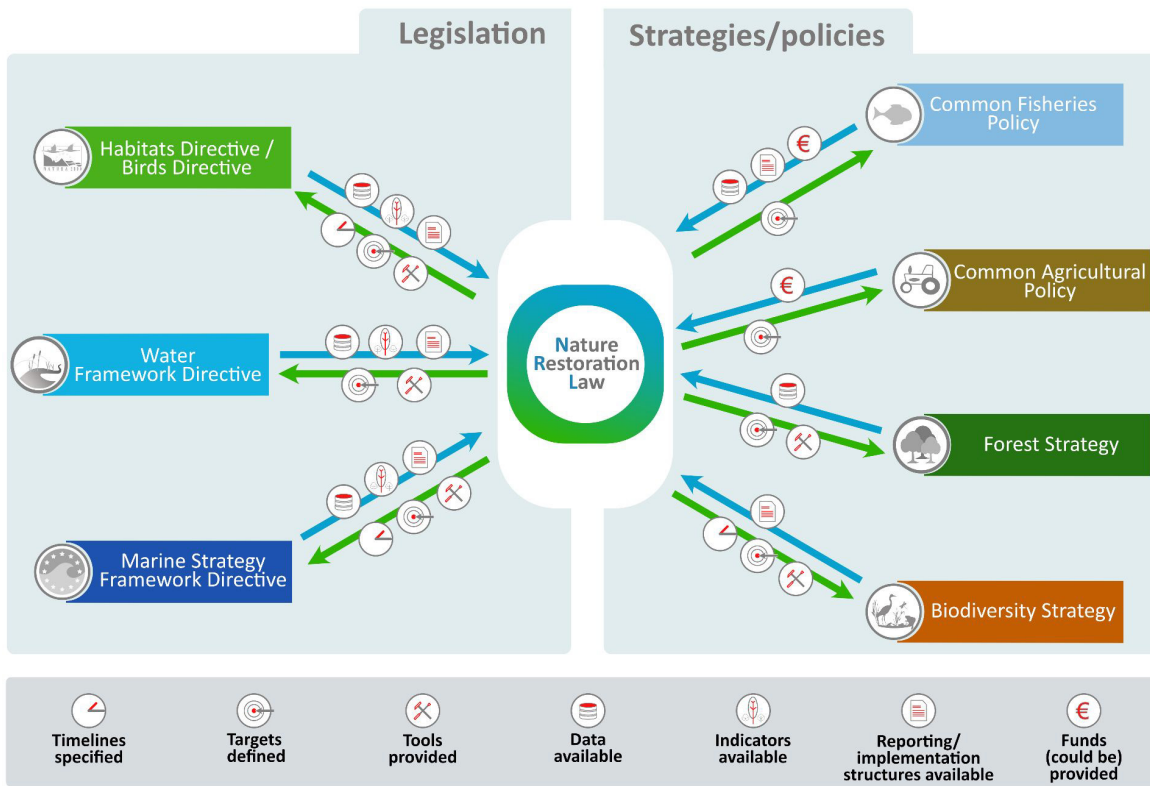 Legislation
Strategies/policies
Habitats Directive /
Birds Directive
Water
Framework Directive
Marine Strategy
Framework Directive
Nature
Restoration
Law
Common Fisheries
Policy
Common Agricultural
Policy
Forest Strategy
Biodiversity Strategy
Timelines
specified
Targets
defined
Tools
provided
Data
available
Indicators
available
Reporting/
implementation
structures available
Funds
(could be)
provided
€
€
€